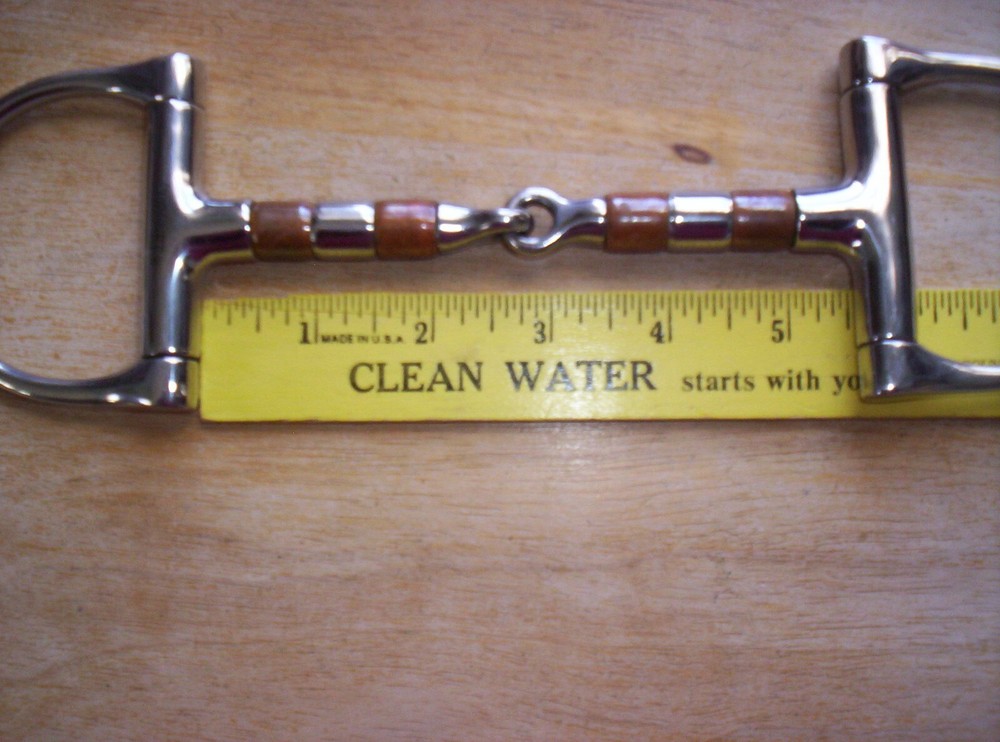 1 MADE IN U.S.A. 2 3 4 5
CLEAN WATER starts with yo